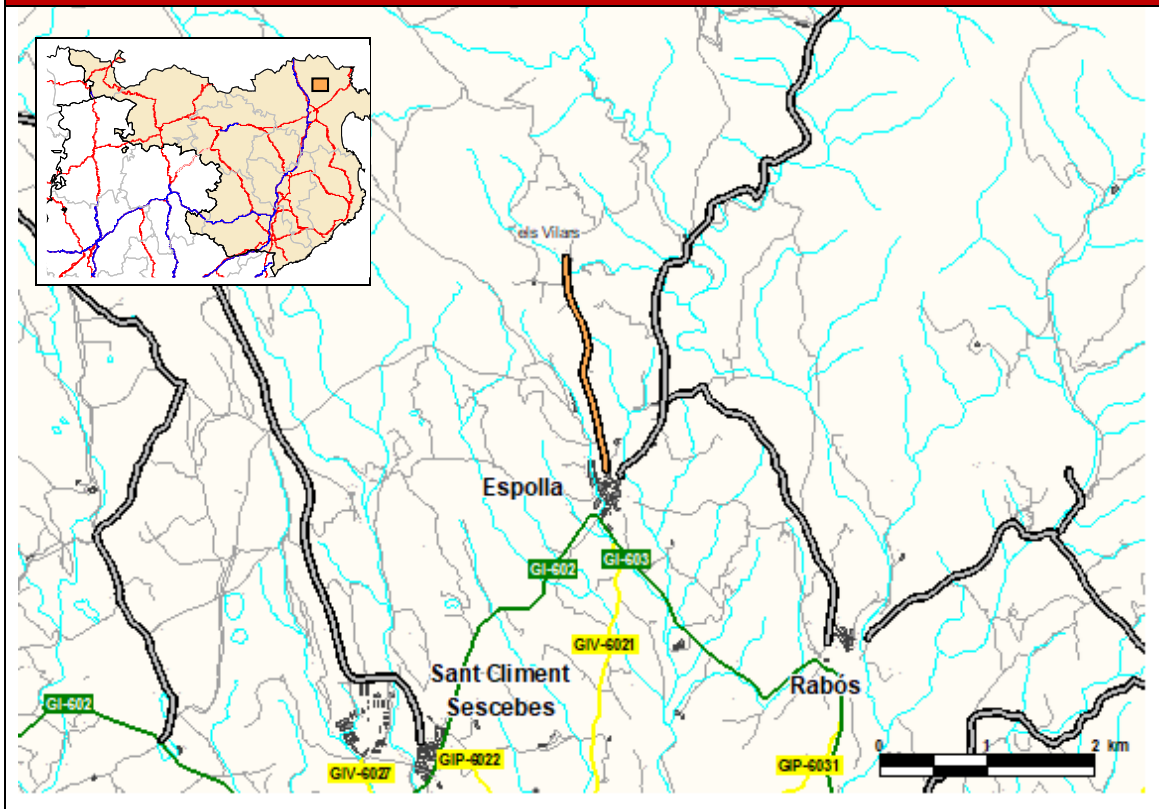 els Vilars
Espolla
GI-602
GI-603
GIV-6021
Sant Climent
Sescebes
Rabós
GI-602
GIV-6027
GIP-6022
GIP-6031
0 1 2 km